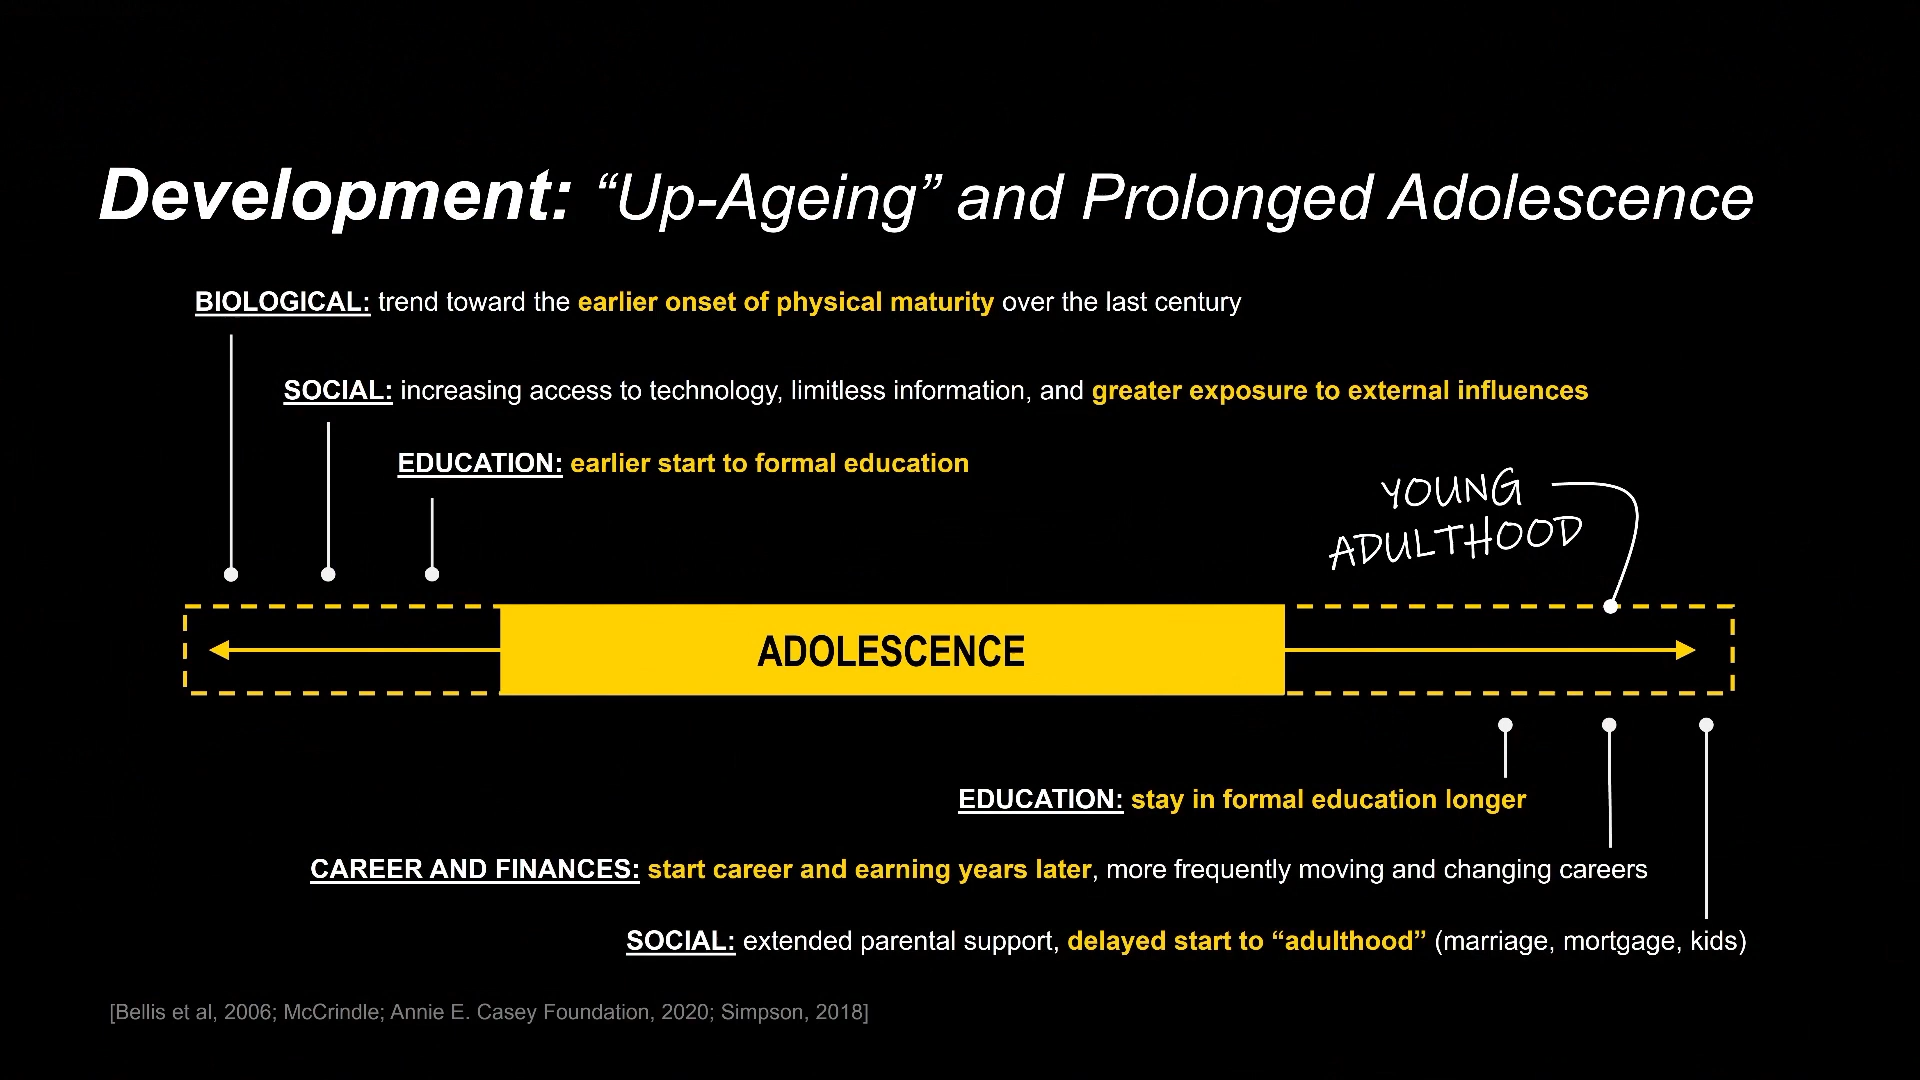 Development: “Up-Ageing” and Prolonged Adolescence
BIOLOGICAL: trend toward the earlier onset of physical maturity over the last century
SOCIAL: increasing access to technology, limitless information, and greater exposure to external influences
EDUCATION: earlier start to formal education
YOUNG
ADULTHOOD
ADOLESCENCE
EDUCATION: stay in formal education longer
CAREER AND FINANCES: start career and earning years later, more frequently moving and changing careers
SOCIAL: extended parental support, delayed start to “adulthood” (marriage, mortgage, kids)
[Bellis et al, 2006; McCrindle; Annie E. Casey Foundation, 2020; Simpson, 2018]